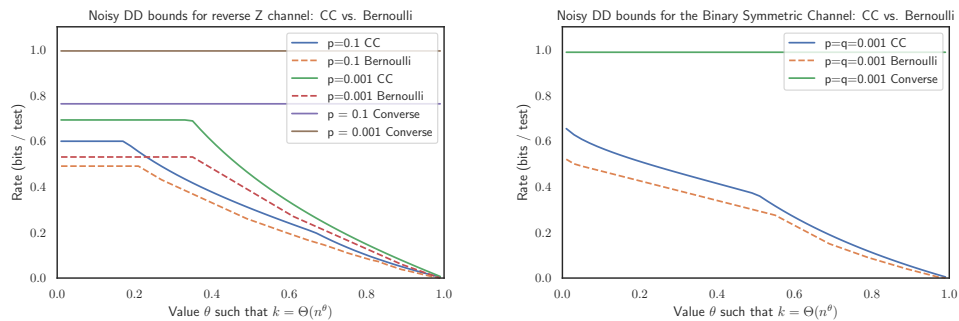 Noisy DD bounds for reverse Z channel: CC vs. Bernoulli
1.0
0.8
0.6
0.4
0.2
0.0
Rate (bits / test)
p=0.1 CC
p=0.1 Bernoulli
p=0.001 CC
p=0.001 Bernoulli
p = 0.1 Converse
p = 0.001 Converse
0.0 0.2 0.4 0.6 0.8 1.0
Value θ such that k = Θ(n^θ)
Noisy DD bounds for the Binary Symmetric Channel: CC vs. Bernoulli
1.0
0.8
0.6
0.4
0.2
0.0
Rate (bits / test)
p=q=0.001 CC
p=q=0.001 Bernoulli
p=q=0.001 Converse
0.0 0.2 0.4 0.6 0.8 1.0
Value θ such that k = Θ(n^θ)